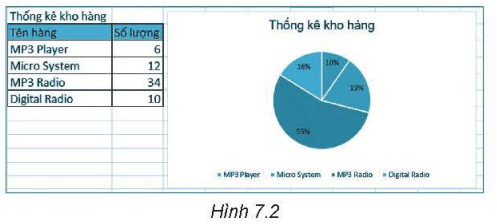 Thống kê kho hàng
Tên hàng Số lượng
MP3 Player 6
Micro System 12
MP3 Radio 34
Digital Radio 10
Thống kê kho hàng
16% 10%
19%
55%
MP3 Player Micro System MP3 Radio Digital Radio
Hình 7.2